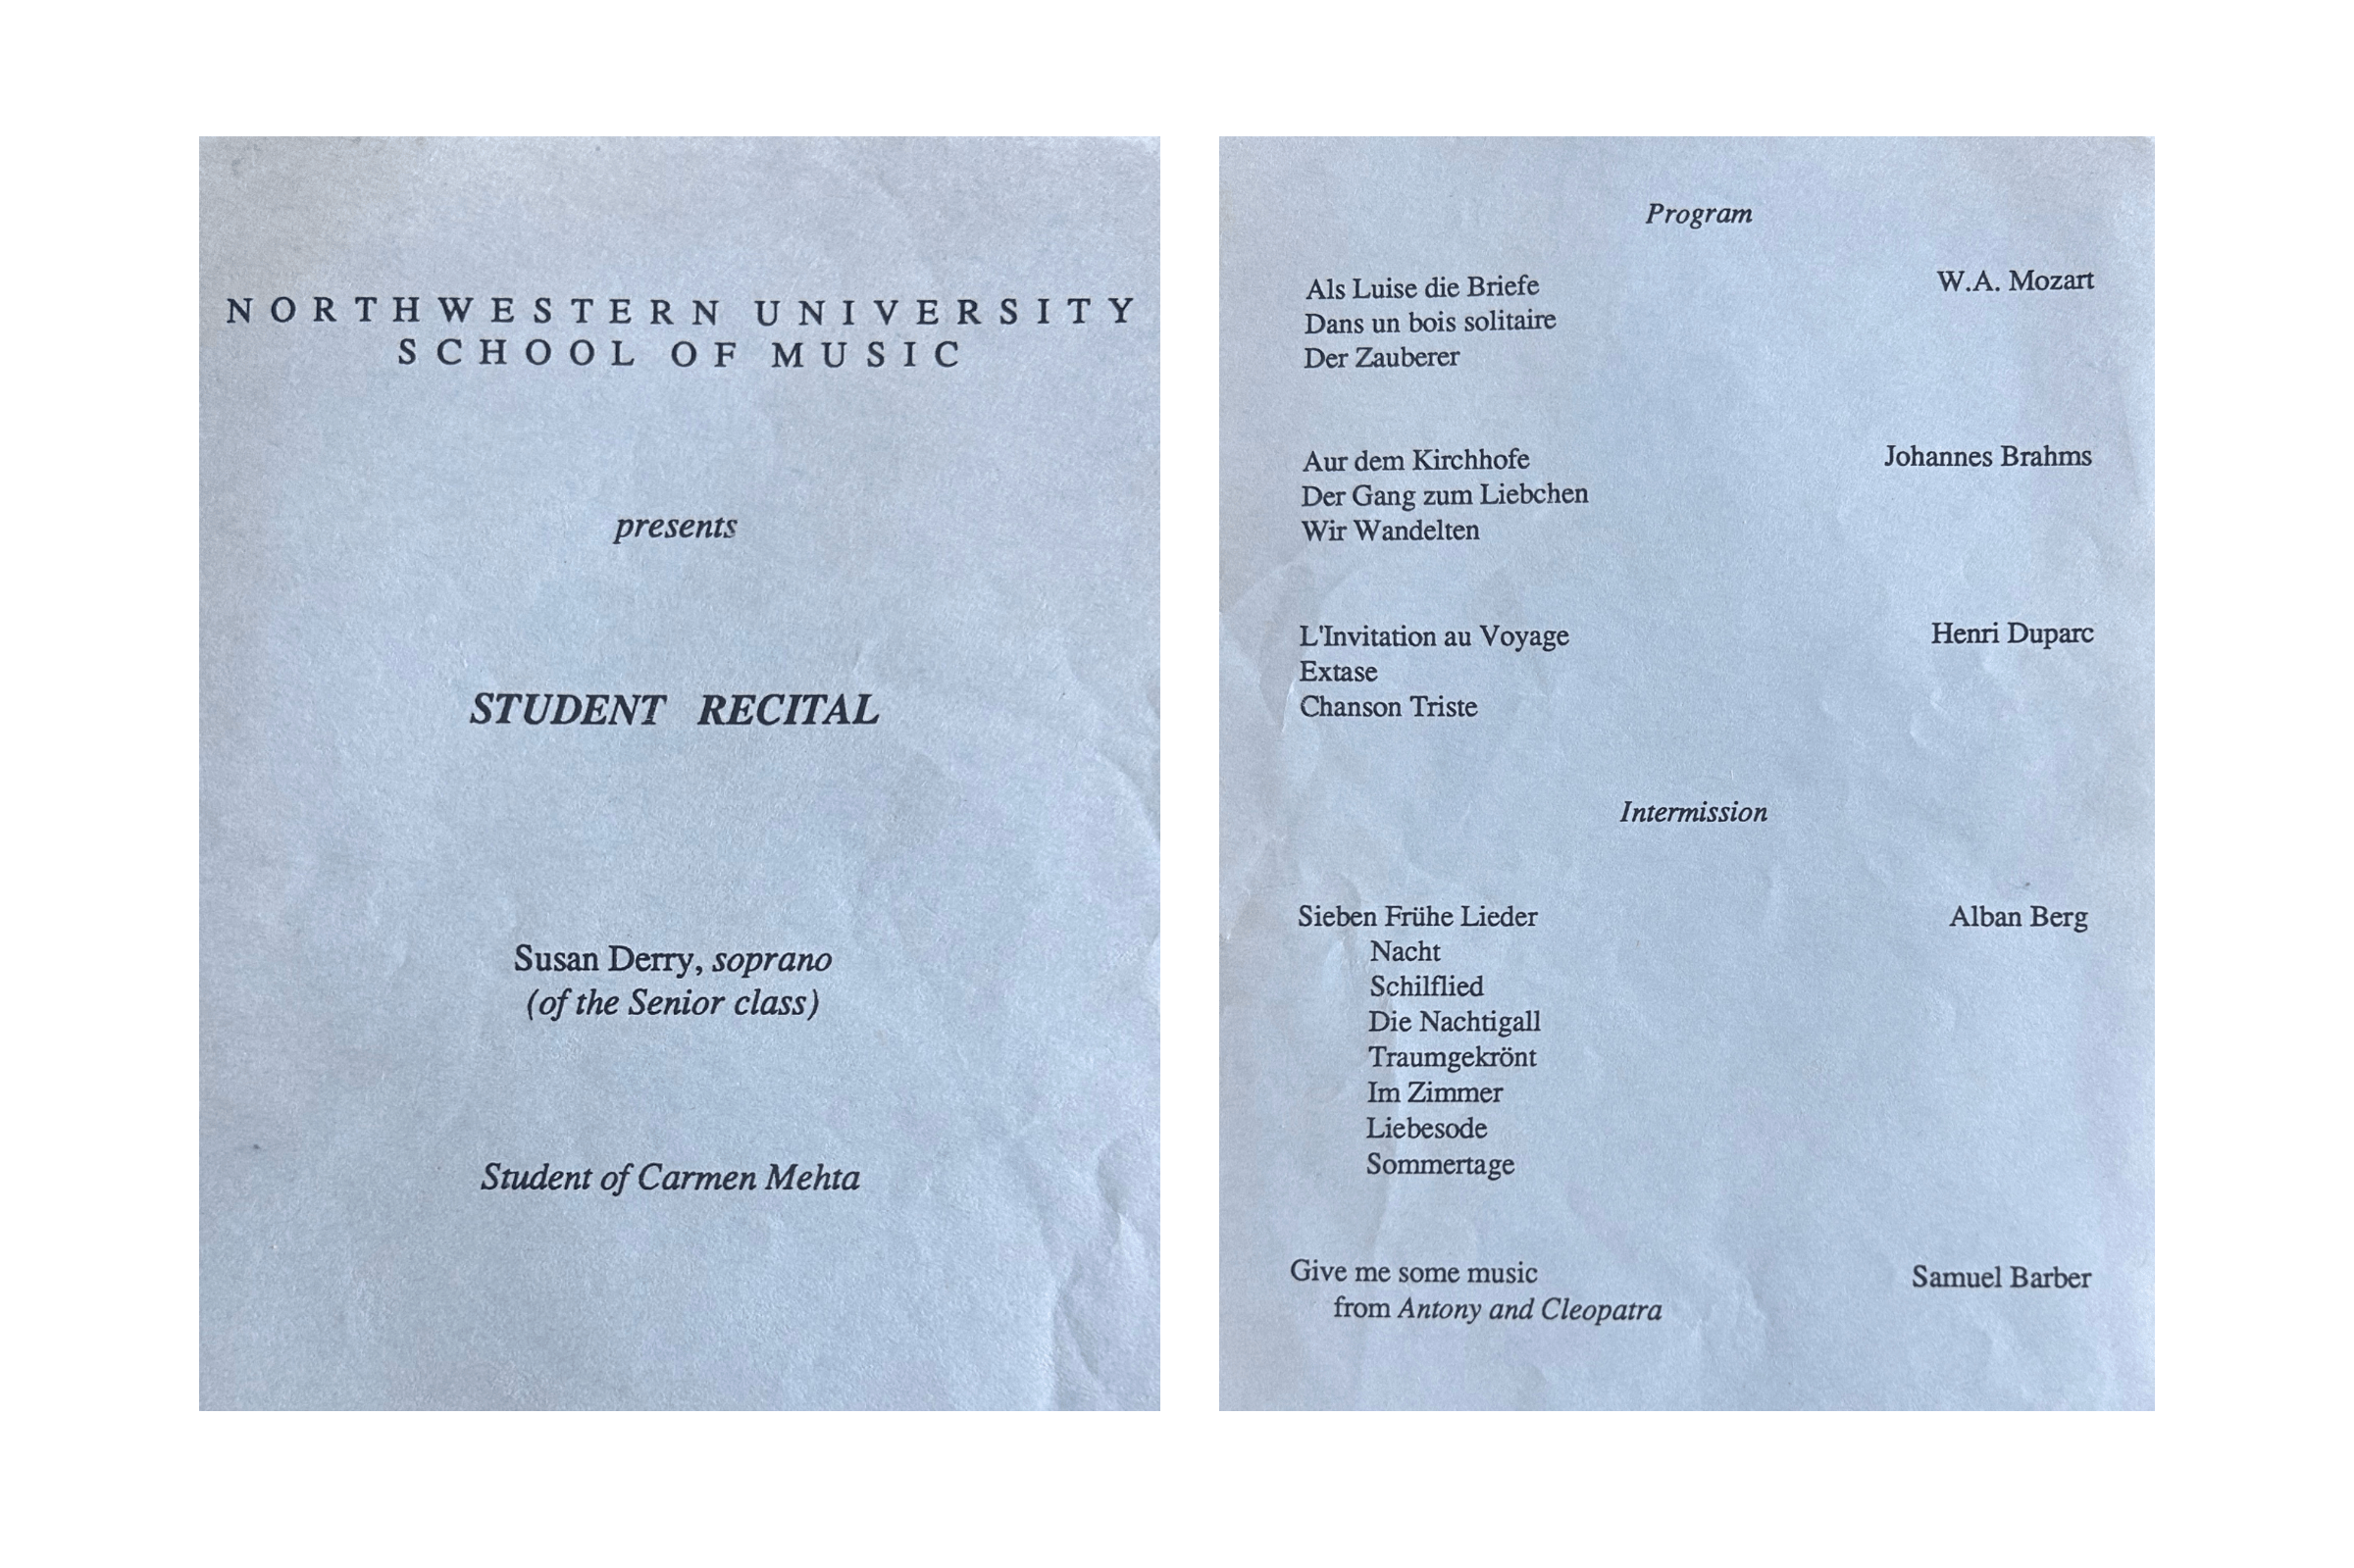 NORTHWESTERN UNIVERSITY
SCHOOL OF MUSIC
presents
STUDENT RECITAL
Susan Derry, soprano
(of the Senior class)
Student of Carmen Mehta
Program
Als Luise die Briefe W.A. Mozart
Dans un bois solitaire
Der Zauberer
Aur dem Kirchhofe Johannes Brahms
Der Gang zum Liebchen
Wir Wandelten
L'Invitation au Voyage Henri Duparc
Extase
Chanson Triste
Intermission
Sieben Frühe Lieder Alban Berg
Nacht
Schilflied
Die Nachtigall
Traumgekrönt
Im Zimmer
Liebesode
Sommertage
Give me some music Samuel Barber
from Antony and Cleopatra